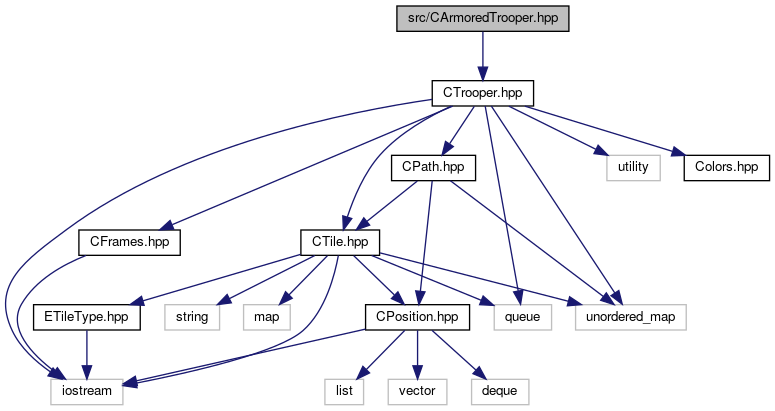 src/CArmoredTrooper.hpp
CTrooper.hpp
CPath.hpp
utility
Colors.hpp
CFrames.hpp
CTile.hpp
ETileType.hpp
string
map
CPosition.hpp
queue
unordered_map
iostream
list
vector
deque